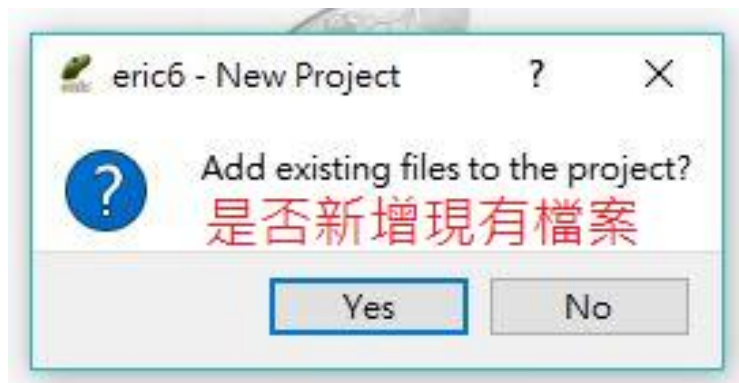 eric6 - New Project ? X
Add existing files to the project?
?
是否新增現有檔案
Yes No